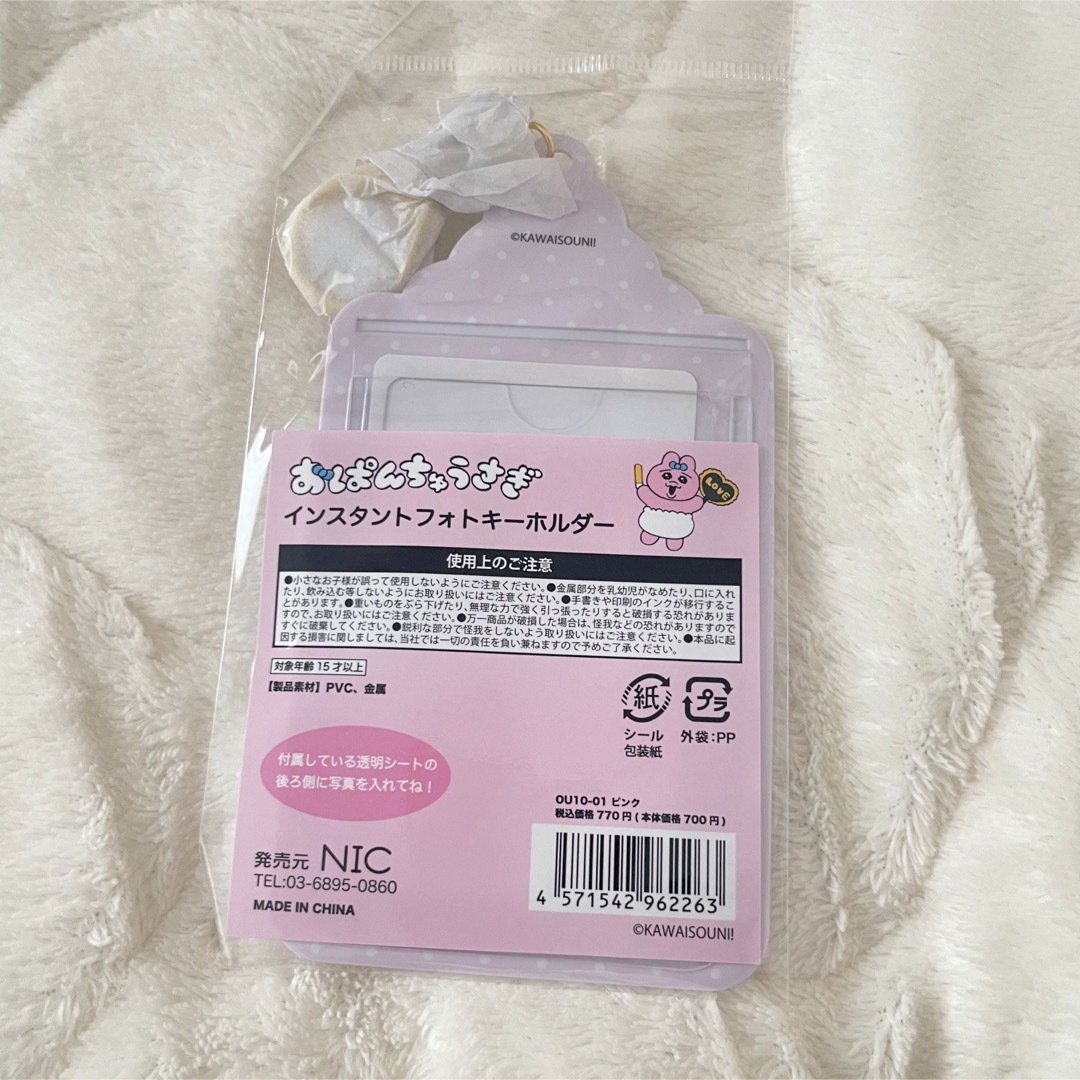 ©KAWAISOUNI!
おぱんちゅうさぎ
LOVE
インスタントフォトキーホルダー
使用上のご注意
●小さなお子様が誤って使用しないようにご注意ください。●金属部分を乳幼児がなめたり、口に入れ
たり、飲み込む等しないようにお取り扱いにはご注意ください。●手書きや印刷のインクが移行するこ
とがあります。●重いものをぶら下げたり、無理な力で強く引っ張ったりすると破損する恐れがありま
すので、お取り扱いにはご注意ください。●万一商品が破損した場合は、怪我などの恐れがありますので
すぐに破棄してください。●鋭利な部分で怪我をしないよう取り扱いにはご注意ください。●本品に起
因する損害に関しましては、当社では一切の責任を負い兼ねますので予めご了承ください。
対象年齢15才以上
【製品素材】PVC、金属
紙
シール
包装紙
プラ
外袋:PP
付属している透明シートの
後ろ側に写真を入れてね！
OU10-01 ピンク
税込価格770円(本体価格700円)
発売元 NIC
TEL:03-6895-0860
MADE IN CHINA
4 571542 962263
©KAWAISOUNI!